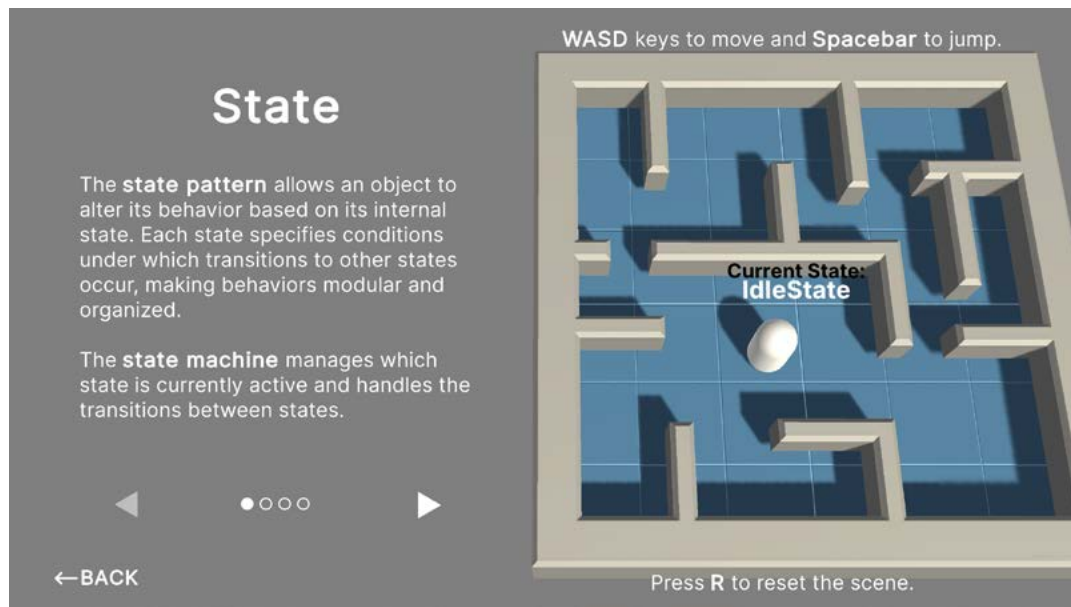 State
The state pattern allows an object to
alter its behavior based on its internal
state. Each state specifies conditions
under which transitions to other states
occur, making behaviors modular and
organized.
The state machine manages which
state is currently active and handles the
transitions between states.
←BACK
WASD keys to move and Spacebar to jump.
Current State:
IdleState
Press R to reset the scene.